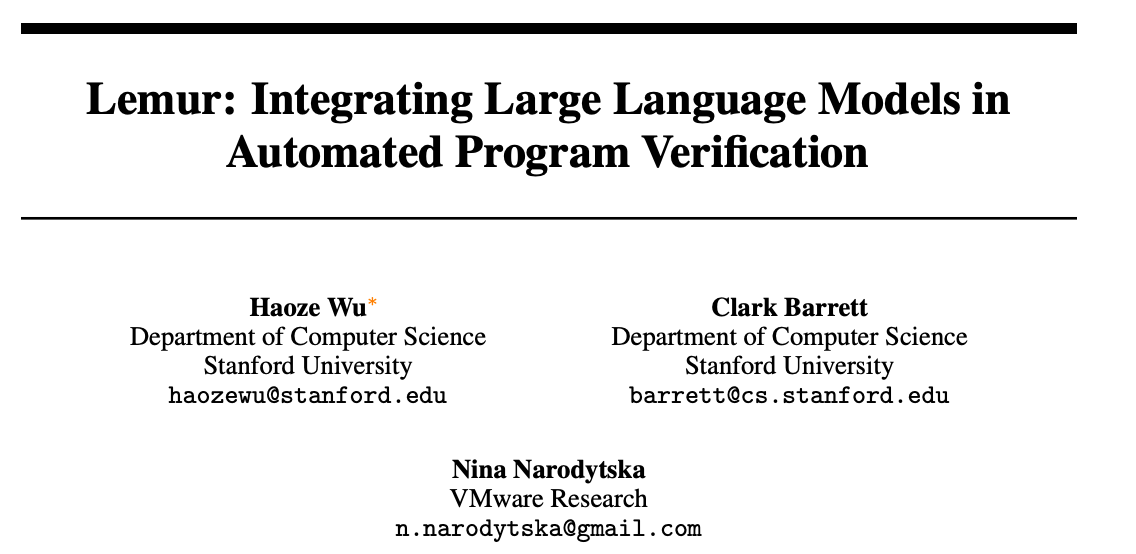 Lemur: Integrating Large Language Models in
Automated Program Verification
Haoze Wu*
Department of Computer Science
Stanford University
haozewu@stanford.edu
Clark Barrett
Department of Computer Science
Stanford University
barrett@cs.stanford.edu
Nina Narodytska
VMware Research
n.narodytska@gmail.com